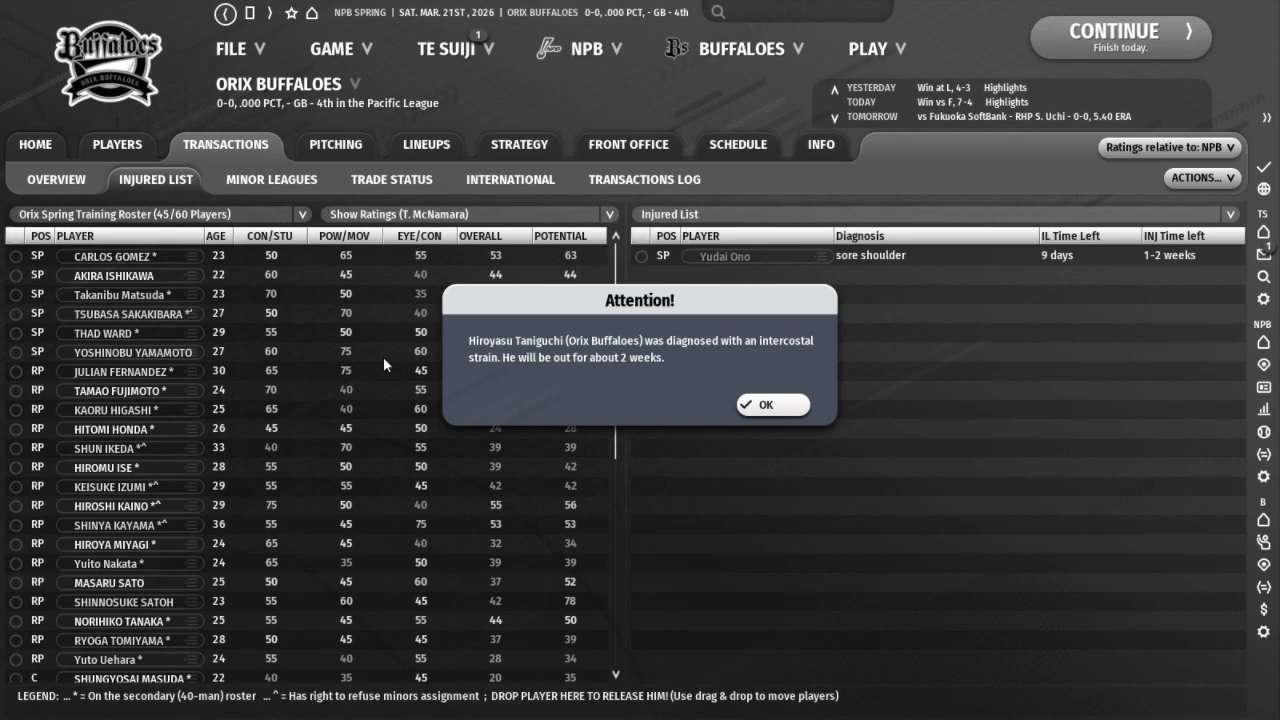 Buffaloes
ORIX BUFFALOES
NPB SPRING | SAT. MAR. 21ST , 2026 | ORIX BUFFALOES 0-0, .000 PCT, - GB - 4th
FILE GAME TE SUIJI 1 NPB Bs BUFFALOES PLAY
CONTINUE
Finish today.
ORIX BUFFALOES
0-0, .000 PCT, - GB - 4th in the Pacific League
YESTERDAY Win at L, 4-3 Highlights
TODAY Win vs F, 7-4 Highlights
TOMORROW vs Fukuoka SoftBank - RHP S. Uchi - 0-0, 5.40 ERA
HOME PLAYERS TRANSACTIONS PITCHING LINEUPS STRATEGY FRONT OFFICE SCHEDULE INFO
Ratings relative to: NPB
OVERVIEW INJURED LIST MINOR LEAGUES TRADE STATUS INTERNATIONAL TRANSACTIONS LOG
ACTIONS...
Orix Spring Training Roster (45/60 Players) Show Ratings (T. McNamara) Injured List
POS PLAYER AGE CON/STU POW/MOV EYE/CON OVERALL POTENTIAL
POS PLAYER Diagnosis IL Time Left INJ Time left
SP CARLOS GOMEZ * 23 50 65 55 53 63
SP Yudai Ono sore shoulder 9 days 1-2 weeks
SP AKIRA ISHIKAWA 22 60 45 40 44 44
SP Takanibu Matsuda * 23 70 50 35
SP TSUBASA SAKAKIBARA *^ 27 50 70 40
SP THAD WARD * 29 55 50 50
SP YOSHINOBU YAMAMOTO 27 60 75 60
RP JULIAN FERNANDEZ * 30 65 75 45
RP TAMAO FUJIMOTO * 24 70 40 55
RP KAORU HIGASHI * 25 65 40 60
RP HITOMI HONDA * 26 45 45 50 24 28
RP SHUN IKEDA *^ 33 40 70 55 39 39
RP HIROMU ISE * 28 55 50 50 39 42
RP KEISUKE IZUMI *^ 29 55 55 45 42 42
RP HIROSHI KAINO *^ 29 75 50 40 55 56
RP SHINYA KAYAMA *^ 36 55 45 75 53 53
RP HIROYA MIYAGI * 24 65 45 40 32 34
RP Yuito Nakata * 24 65 35 50 39 39
RP MASARU SATO 25 50 45 60 37 52
RP SHINNOSUKE SATOH 23 55 60 45 42 78
RP NORIHIKO TANAKA * 25 55 45 55 44 50
RP RYOGA TOMIYAMA * 28 50 45 45 37 39
RP Yuto Uehara * 24 55 40 55 28 34
C SHUNGYOSAI MASUDA * 22 40 35 45 20 35
Attention!
Hiroyasu Taniguchi (Orix Buffaloes) was diagnosed with an intercostal
strain. He will be out for about 2 weeks.
OK
TS
1
NPB
B
LEGEND: ... * = On the secondary (40-man) roster ... ^ = Has right to refuse minors assignment ; DROP PLAYER HERE TO RELEASE HIM! (Use drag & drop to move players)